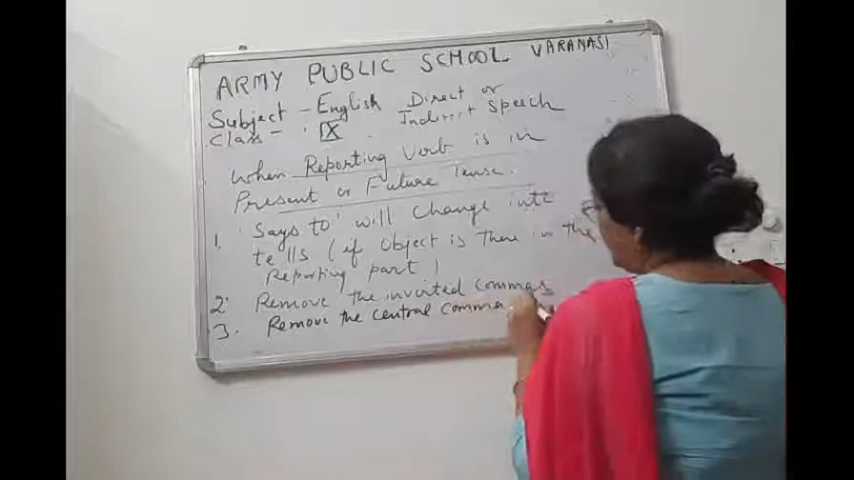 ARMY PUBLIC SCHOOL VARANASI
Subject - English Direct or
Class - IX Indirect Speech
When Reporting Verb is in
Present or Future Tense.
1. 'Says to' will Change into
tells (if Object is There in the
Reporting part)
2. Remove the inverted commas
3. Remove the central comma